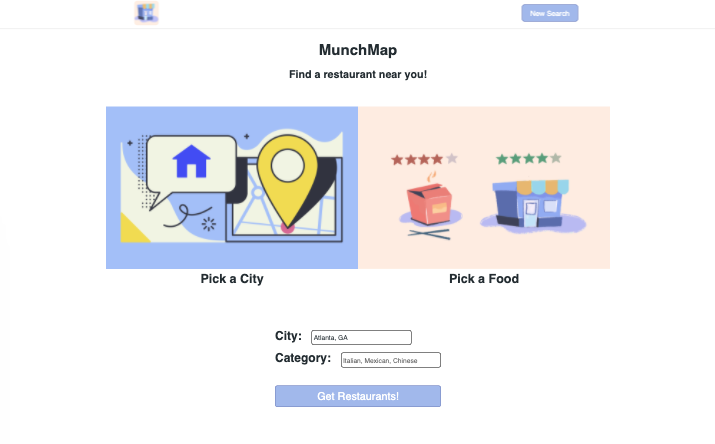 New Search
MunchMap
Find a restaurant near you!
Pick a City
Pick a Food
City: Atlanta, GA
Category: Italian, Mexican, Chinese
Get Restaurants!